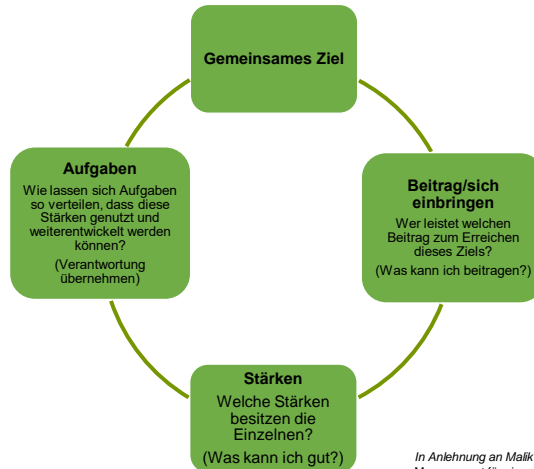 Gemeinsames Ziel
Aufgaben
Wie lassen sich Aufgaben
so verteilen, dass diese
Stärken genutzt und
weiterentwickelt werden
können?
(Verantwortung
übernehmen)
Beitrag/sich
einbringen
Wer leistet welchen
Beitrag zum Erreichen
dieses Ziels?
(Was kann ich beitragen?)
Stärken
Welche Stärken
besitzen die
Einzelnen?
(Was kann ich gut?)
In Anlehnung an Malik